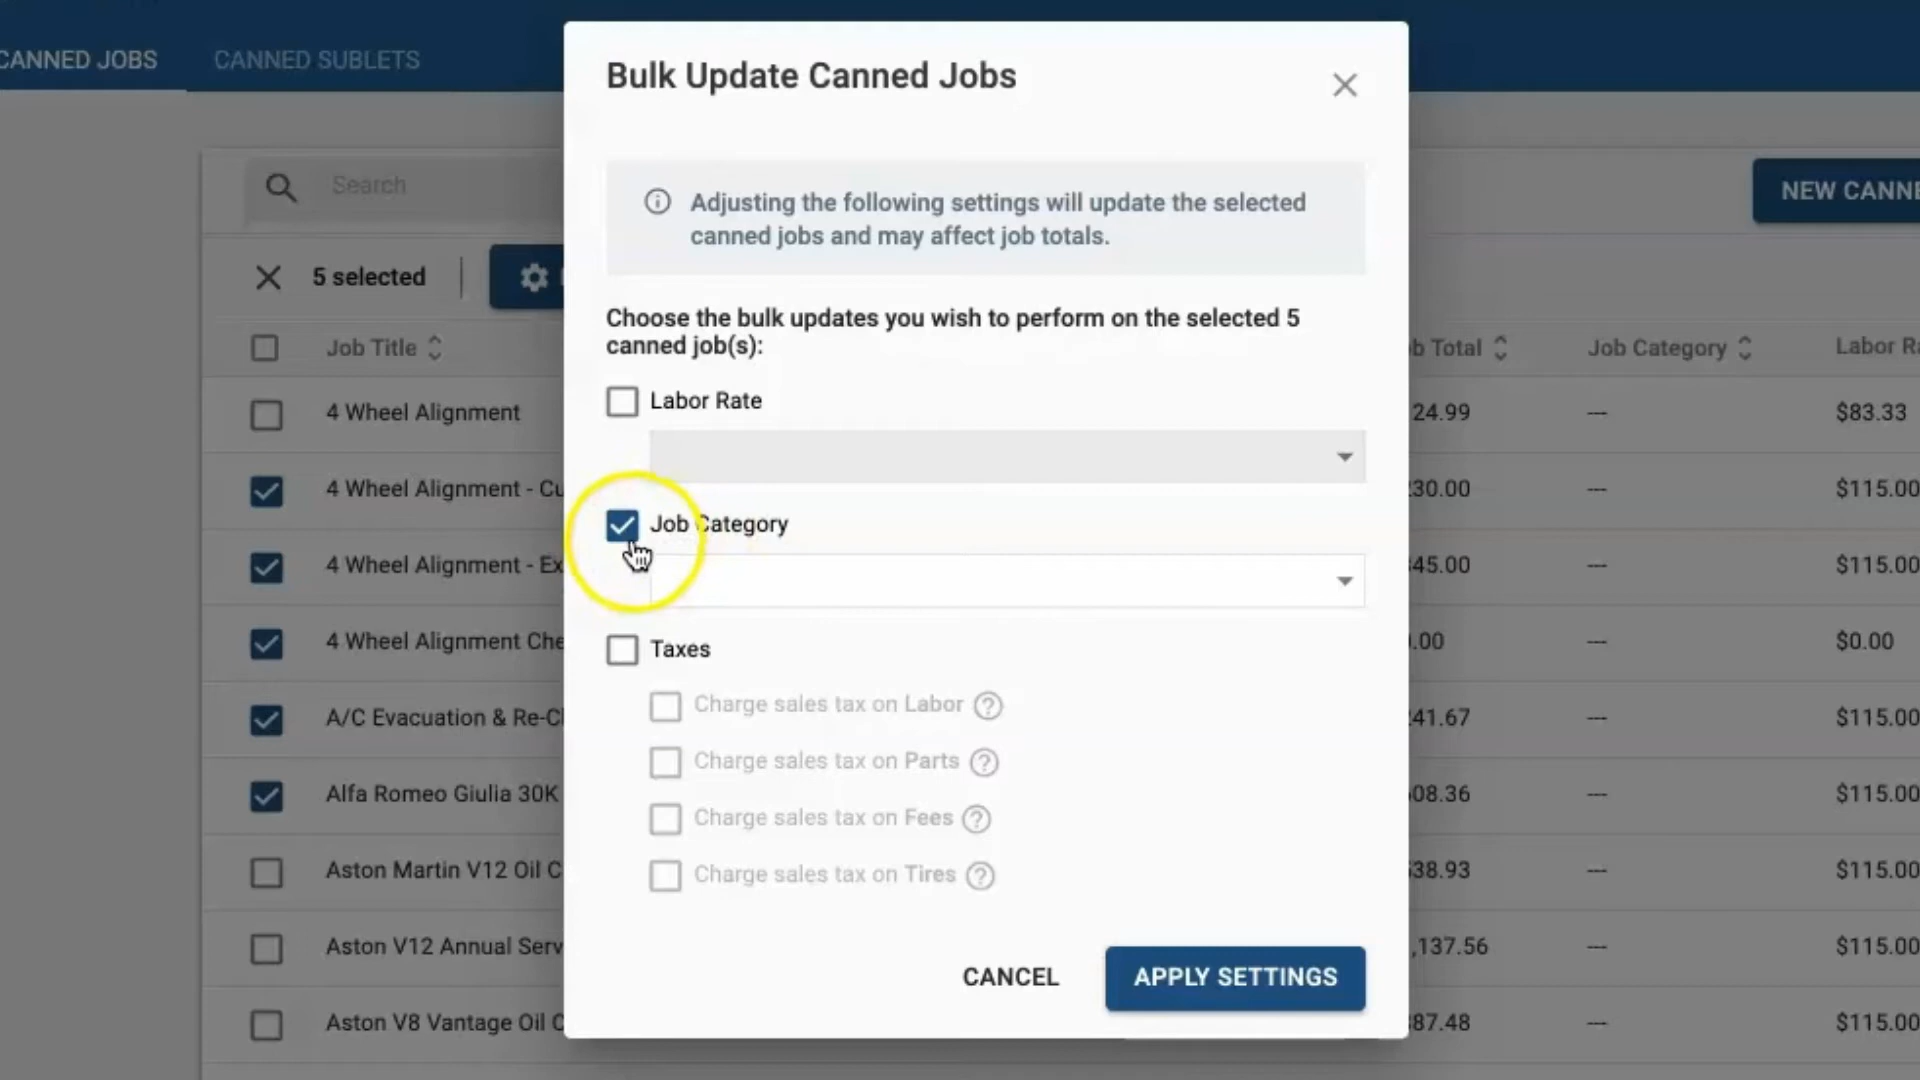 CANNED JOBS
CANNED SUBLETS
Bulk Update Canned Jobs
Search
NEW CANNE
Adjusting the following settings will update the selected
canned jobs and may affect job totals.
5 selected
Choose the bulk updates you wish to perform on the selected 5
canned job(s):
Job Title
b Total
Job Category
Labor Ra
Labor Rate
4 Wheel Alignment
24.99
---
$83.33
4 Wheel Alignment - Cu
30.00
---
$115.00
Job Category
4 Wheel Alignment - Ex
45.00
---
$115.00
4 Wheel Alignment Che
.00
---
$0.00
Taxes
Charge sales tax on Labor
A/C Evacuation & Re-Cl
41.67
---
$115.00
Charge sales tax on Parts
Alfa Romeo Giulia 30K
08.36
---
$115.00
Charge sales tax on Fees
Aston Martin V12 Oil C
38.93
---
$115.00
Charge sales tax on Tires
Aston V12 Annual Serv
,137.56
---
$115.00
CANCEL
APPLY SETTINGS
Aston V8 Vantage Oil C
87.48
---
$115.00